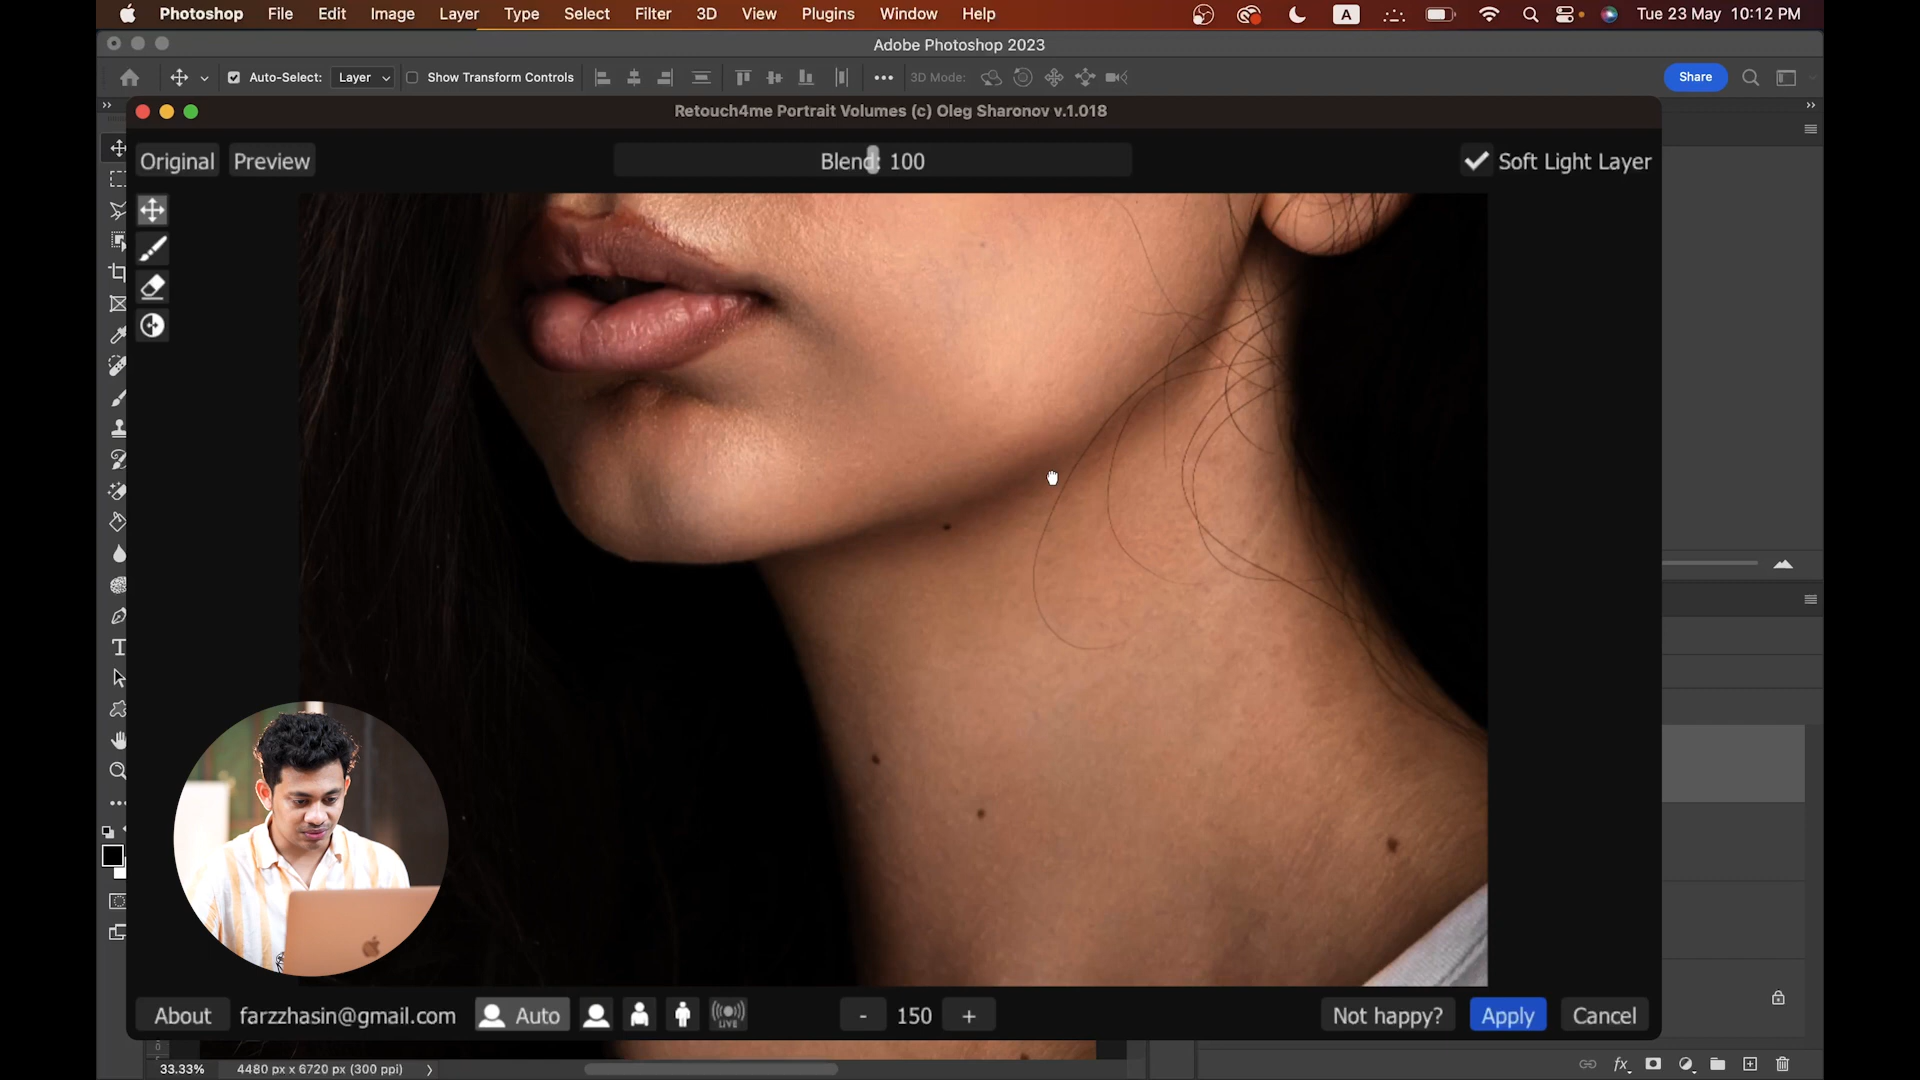 Photoshop File Edit Image Layer Type Select Filter 3D View Plugins Window Help A Tue 23 May 10:12 PM
Adobe Photoshop 2023
Auto-Select: Layer Show Transform Controls 3D Mode: Share
Retouch4me Portrait Volumes (c) Oleg Sharonov v.1.018
Original Preview Blend: 100 Soft Light Layer
About farzzhasin@gmail.com Auto LIVE - 150 + Not happy? Apply Cancel
33.33% 4480 px x 6720 px (300 ppi)